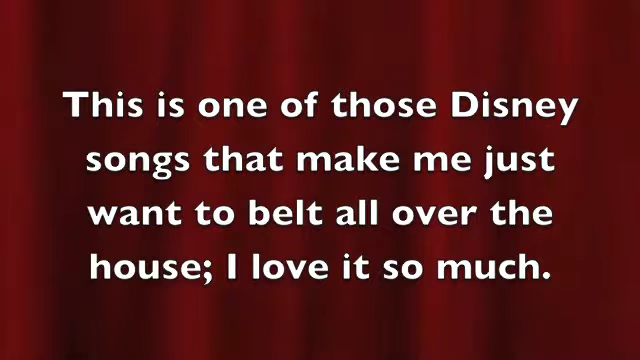 This is one of those Disney
songs that make me just
want to belt all over the
house; I love it so much.